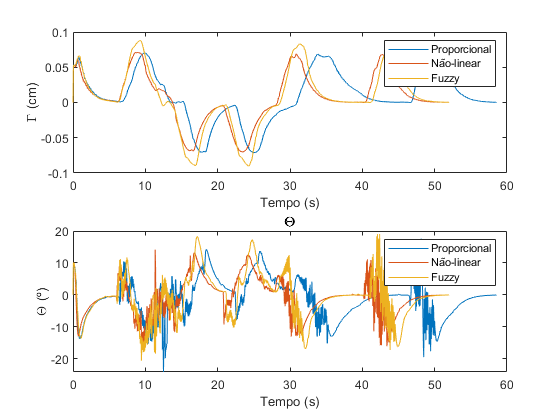 0.1
0.05
0
-0.05
-0.1
Γ (cm)
0 10 20 30 40 50 60
Tempo (s)
Proporcional
Não-linear
Fuzzy
Θ
20
10
0
-10
-20
Θ (º)
0 10 20 30 40 50 60
Tempo (s)
Proporcional
Não-linear
Fuzzy